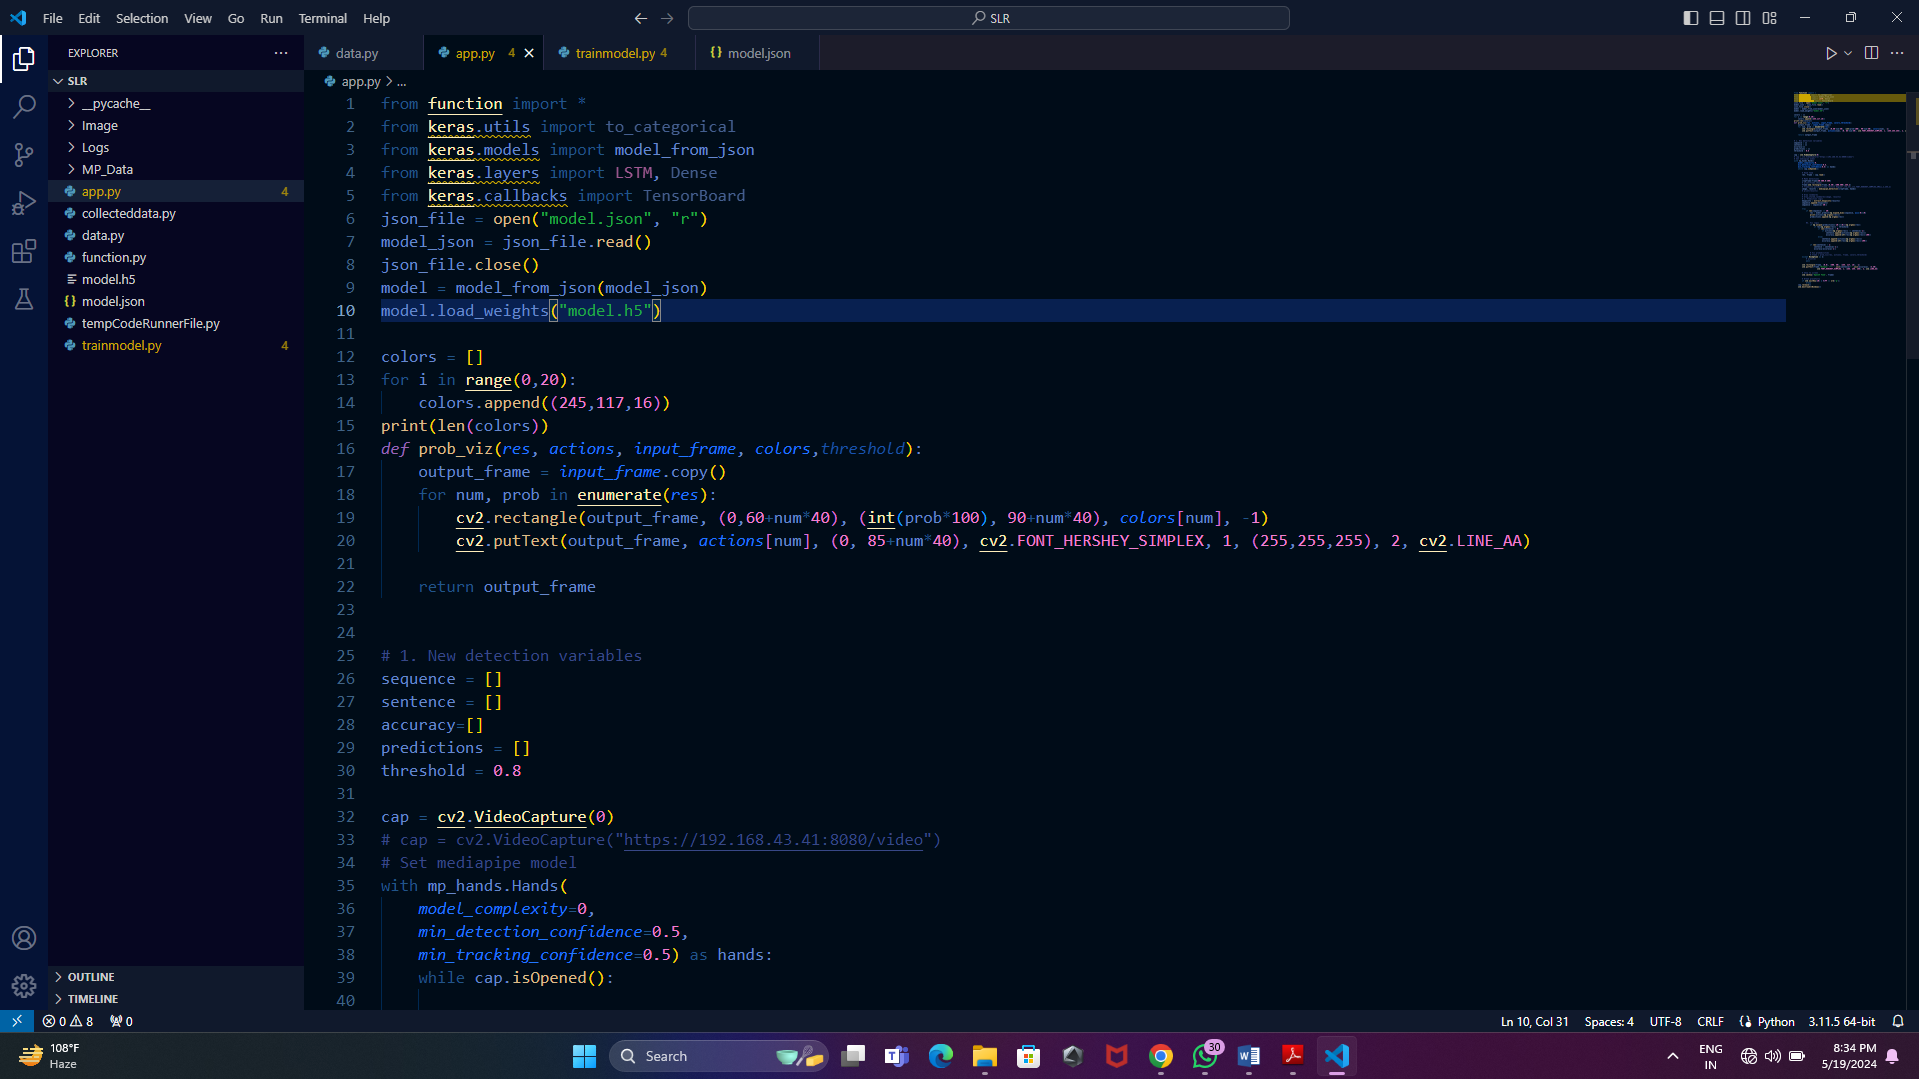 File Edit Selection View Go Run Terminal Help
SLR
EXPLORER
data.py
app.py 4
trainmodel.py 4
model.json
SLR
__pycache__
Image
Logs
MP_Data
app.py 4
collecteddata.py
data.py
function.py
model.h5
model.json
tempCodeRunnerFile.py
trainmodel.py 4
OUTLINE
TIMELINE
app.py > ...
1 from function import *
2 from keras.utils import to_categorical
3 from keras.models import model_from_json
4 from keras.layers import LSTM, Dense
5 from keras.callbacks import TensorBoard
6 json_file = open("model.json", "r")
7 model_json = json_file.read()
8 json_file.close()
9 model = model_from_json(model_json)
10 model.load_weights("model.h5")
11
12 colors = []
13 for i in range(0,20):
14 colors.append((245,117,16))
15 print(len(colors))
16 def prob_viz(res, actions, input_frame, colors,threshold):
17 output_frame = input_frame.copy()
18 for num, prob in enumerate(res):
19 cv2.rectangle(output_frame, (0,60+num*40), (int(prob*100), 90+num*40), colors[num], -1)
20 cv2.putText(output_frame, actions[num], (0, 85+num*40), cv2.FONT_HERSHEY_SIMPLEX, 1, (255,255,255), 2, cv2.LINE_AA)
21
22 return output_frame
23
24
25 # 1. New detection variables
26 sequence = []
27 sentence = []
28 accuracy=[]
29 predictions = []
30 threshold = 0.8
31
32 cap = cv2.VideoCapture(0)
33 # cap = cv2.VideoCapture("https://192.168.43.41:8080/video")
34 # Set mediapipe model
35 with mp_hands.Hands(
36 model_complexity=0,
37 min_detection_confidence=0.5,
38 min_tracking_confidence=0.5) as hands:
39 while cap.isOpened():
40
0 8 0
Ln 10, Col 31 Spaces: 4 UTF-8 CRLF Python 3.11.5 64-bit
108°F
Haze
Search
30
ENG
IN
8:34 PM
5/19/2024